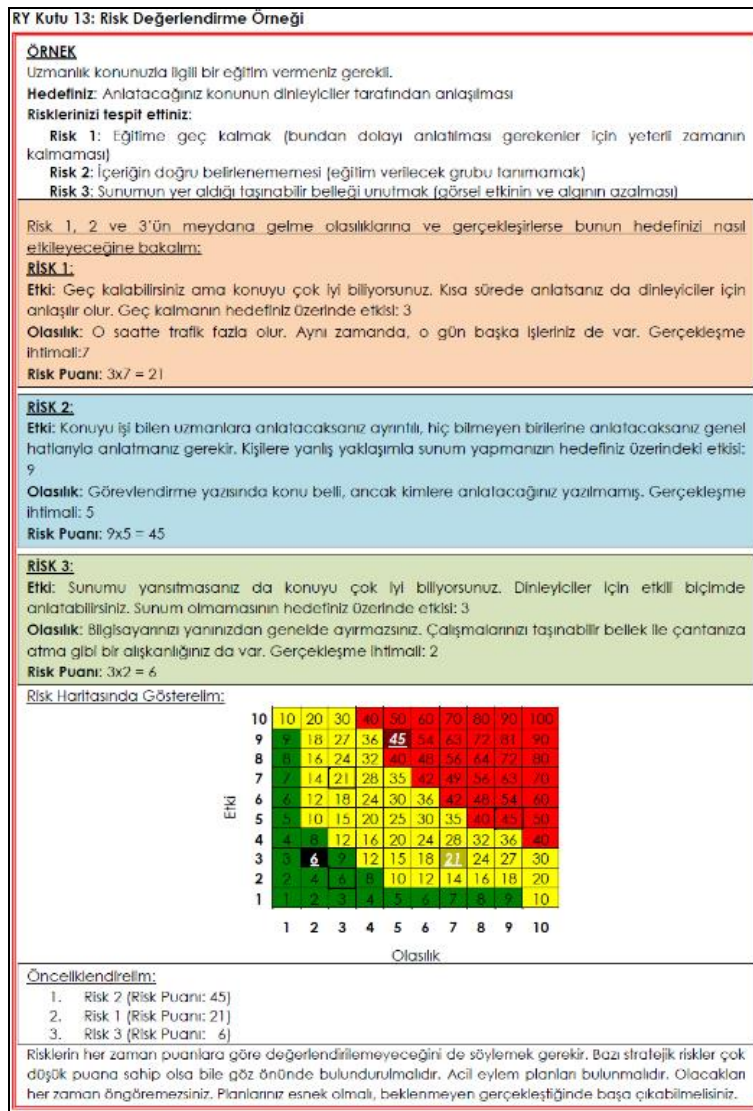 RY Kutu 13: Risk Değerlendirme Örneği
ÖRNEK
Uzmanlık konunuzla ilgili bir eğitim vermeniz gerekli.
Hedefiniz: Anlatacağınız konunun dinleyiciler tarafından anlaşılması
Risklerinizi tespit ettiniz:
Risk 1: Eğitime geç kalmak (bundan dolayı anlatılması gerekenler için yeterli zamanın
kalmaması)
Risk 2: İçeriğin doğru belirlenememesi (eğitim verilecek grubu tanımamak)
Risk 3: Sunumun yer aldığı taşınabilir belleği unutmak (görsel etkinin ve algının azalması)
Risk 1, 2 ve 3'ün meydana gelme olasılıklarına ve gerçekleşirlerse bunun hedefinizi nasıl
etkileyeceğine bakalım:
RİSK 1:
Etki: Geç kalabilirsiniz ama konuyu çok iyi biliyorsunuz. Kısa sürede anlatsanız da dinleyiciler için
anlaşılır olur. Geç kalmanın hedefiniz üzerinde etkisi: 3
Olasılık: O saatte trafik fazla olur. Aynı zamanda, o gün başka işleriniz de var. Gerçekleşme
ihtimali:7
Risk Puanı: 3x7 = 21
RİSK 2:
Etki: Konuyu işi bilen uzmanlara anlatacaksanız ayrıntılı, hiç bilmeyen birilerine anlatacaksanız genel
hatlarıyla anlatmanız gerekir. Kişilere yanlış yaklaşımla sunum yapmanızın hedefiniz üzerindeki etkisi:
9
Olasılık: Görevlendirme yazısında konu belli, ancak kimlere anlatacağınız yazılmamış. Gerçekleşme
ihtimali: 5
Risk Puanı: 9x5 = 45
RİSK 3:
Etki: Sunumu yansıtmasanız da konuyu çok iyi biliyorsunuz. Dinleyiciler için etkili biçimde
anlatabilirsiniz. Sunum olmamasının hedefiniz üzerinde etkisi: 3
Olasılık: Bilgisayarınızı yanınızdan genelde ayırmazsınız. Çalışmalarınızı taşınabilir bellek ile çantanıza
atma gibi bir alışkanlığınız da var. Gerçekleşme ihtimali: 2
Risk Puanı: 3x2 = 6
Risk Haritasında Gösterelim:
10 10 20 30 40 50 60 70 80 90 100
9 9 18 27 36 45 54 63 72 81 90
8 8 16 24 32 40 48 56 64 72 80
7 7 14 21 28 35 42 49 56 63 70
6 6 12 18 24 30 36 42 48 54 60
Etki
5 5 10 15 20 25 30 35 40 45 50
4 4 8 12 16 20 24 28 32 36 40
3 3 6 9 12 15 18 21 24 27 30
2 2 4 6 8 10 12 14 16 18 20
1 1 2 3 4 5 6 7 8 9 10
1 2 3 4 5 6 7 8 9 10
Olasılık
Önceliklendirelim:
1. Risk 2 (Risk Puanı: 45)
2. Risk 1 (Risk Puanı: 21)
3. Risk 3 (Risk Puanı: 6)
Risklerin her zaman puanlara göre değerlendirilemeyeceğini de söylemek gerekir. Bazı stratejik riskler çok
düşük puana sahip olsa bile göz önünde bulundurulmalıdır. Acil eylem planları bulunmalıdır. Olacakları
her zaman öngöremezsiniz. Planlarınız esnek olmalı, beklenmeyen gerçekleştiğinde başa çıkabilmelisiniz.